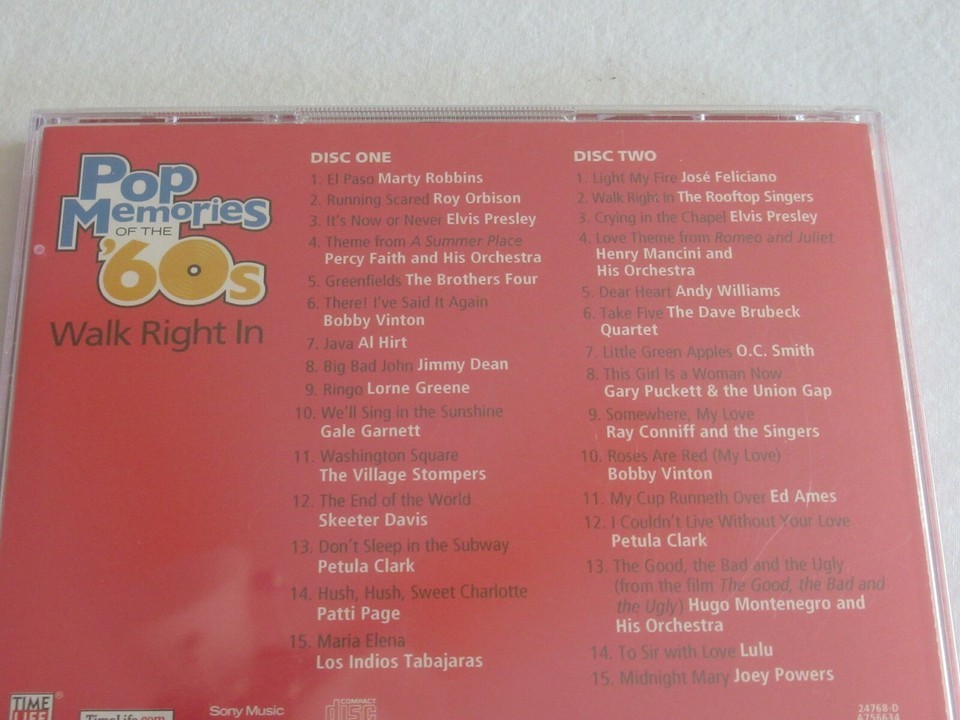 Pop
Memories
OF THE
'60s
Walk Right In
DISC ONE
1. El Paso Marty Robbins
2. Running Scared Roy Orbison
3. It's Now or Never Elvis Presley
4. Theme from A Summer Place
Percy Faith and His Orchestra
5. Greenfields The Brothers Four
6. There! I've Said It Again
Bobby Vinton
7. Java Al Hirt
8. Big Bad John Jimmy Dean
9. Ringo Lorne Greene
10. We'll Sing in the Sunshine
Gale Garnett
11. Washington Square
The Village Stompers
12. The End of the World
Skeeter Davis
13. Don't Sleep in the Subway
Petula Clark
14. Hush, Hush, Sweet Charlotte
Patti Page
15. Maria Elena
Los Indios Tabajaras
DISC TWO
1. Light My Fire José Feliciano
2. Walk Right In The Rooftop Singers
3. Crying in the Chapel Elvis Presley
4. Love Theme from Romeo and Juliet
Henry Mancini and
His Orchestra
5. Dear Heart Andy Williams
6. Take Five The Dave Brubeck
Quartet
7. Little Green Apples O.C. Smith
8. This Girl Is a Woman Now
Gary Puckett & the Union Gap
9. Somewhere, My Love
Ray Conniff and the Singers
10. Roses Are Red (My Love)
Bobby Vinton
11. My Cup Runneth Over Ed Ames
12. I Couldn't Live Without Your Love
Petula Clark
13. The Good, the Bad and the Ugly
(from the film The Good, the Bad and
the Ugly) Hugo Montenegro and
His Orchestra
14. To Sir with Love Lulu
15. Midnight Mary Joey Powers
TIME
LIFE
®
TimeLife.com
Sony Music
COMPACT
disc
24768-D
A756634